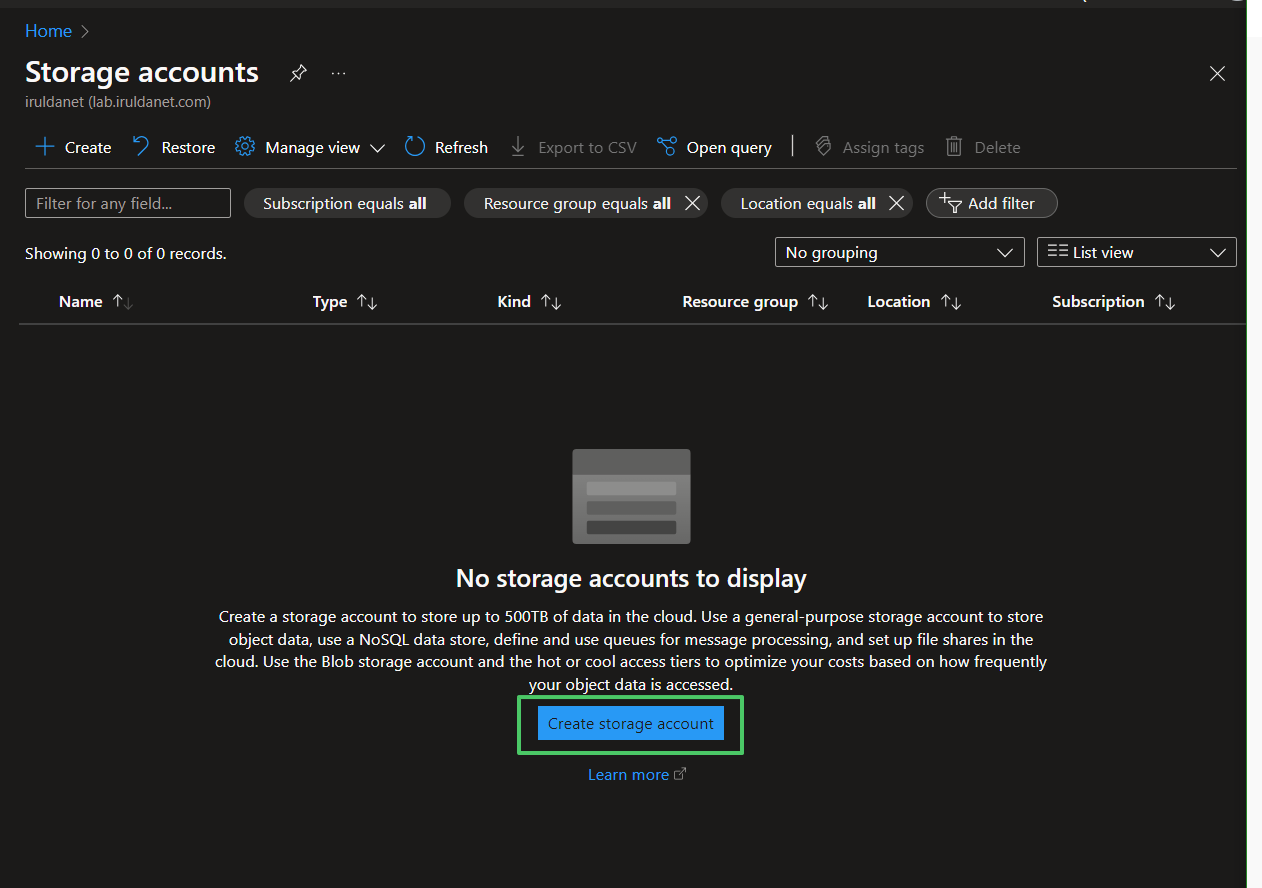 Home
Storage accounts
iruldanet (lab.iruldanet.com)
Create Restore Manage view Refresh Export to CSV Open query Assign tags Delete
Filter for any field... Subscription equals all Resource group equals all Location equals all Add filter
Showing 0 to 0 of 0 records. No grouping List view
Name Type Kind Resource group Location Subscription
No storage accounts to display
Create a storage account to store up to 500TB of data in the cloud. Use a general-purpose storage account to store
object data, use a NoSQL data store, define and use queues for message processing, and set up file shares in the
cloud. Use the Blob storage account and the hot or cool access tiers to optimize your costs based on how frequently
your object data is accessed.
Create storage account
Learn more